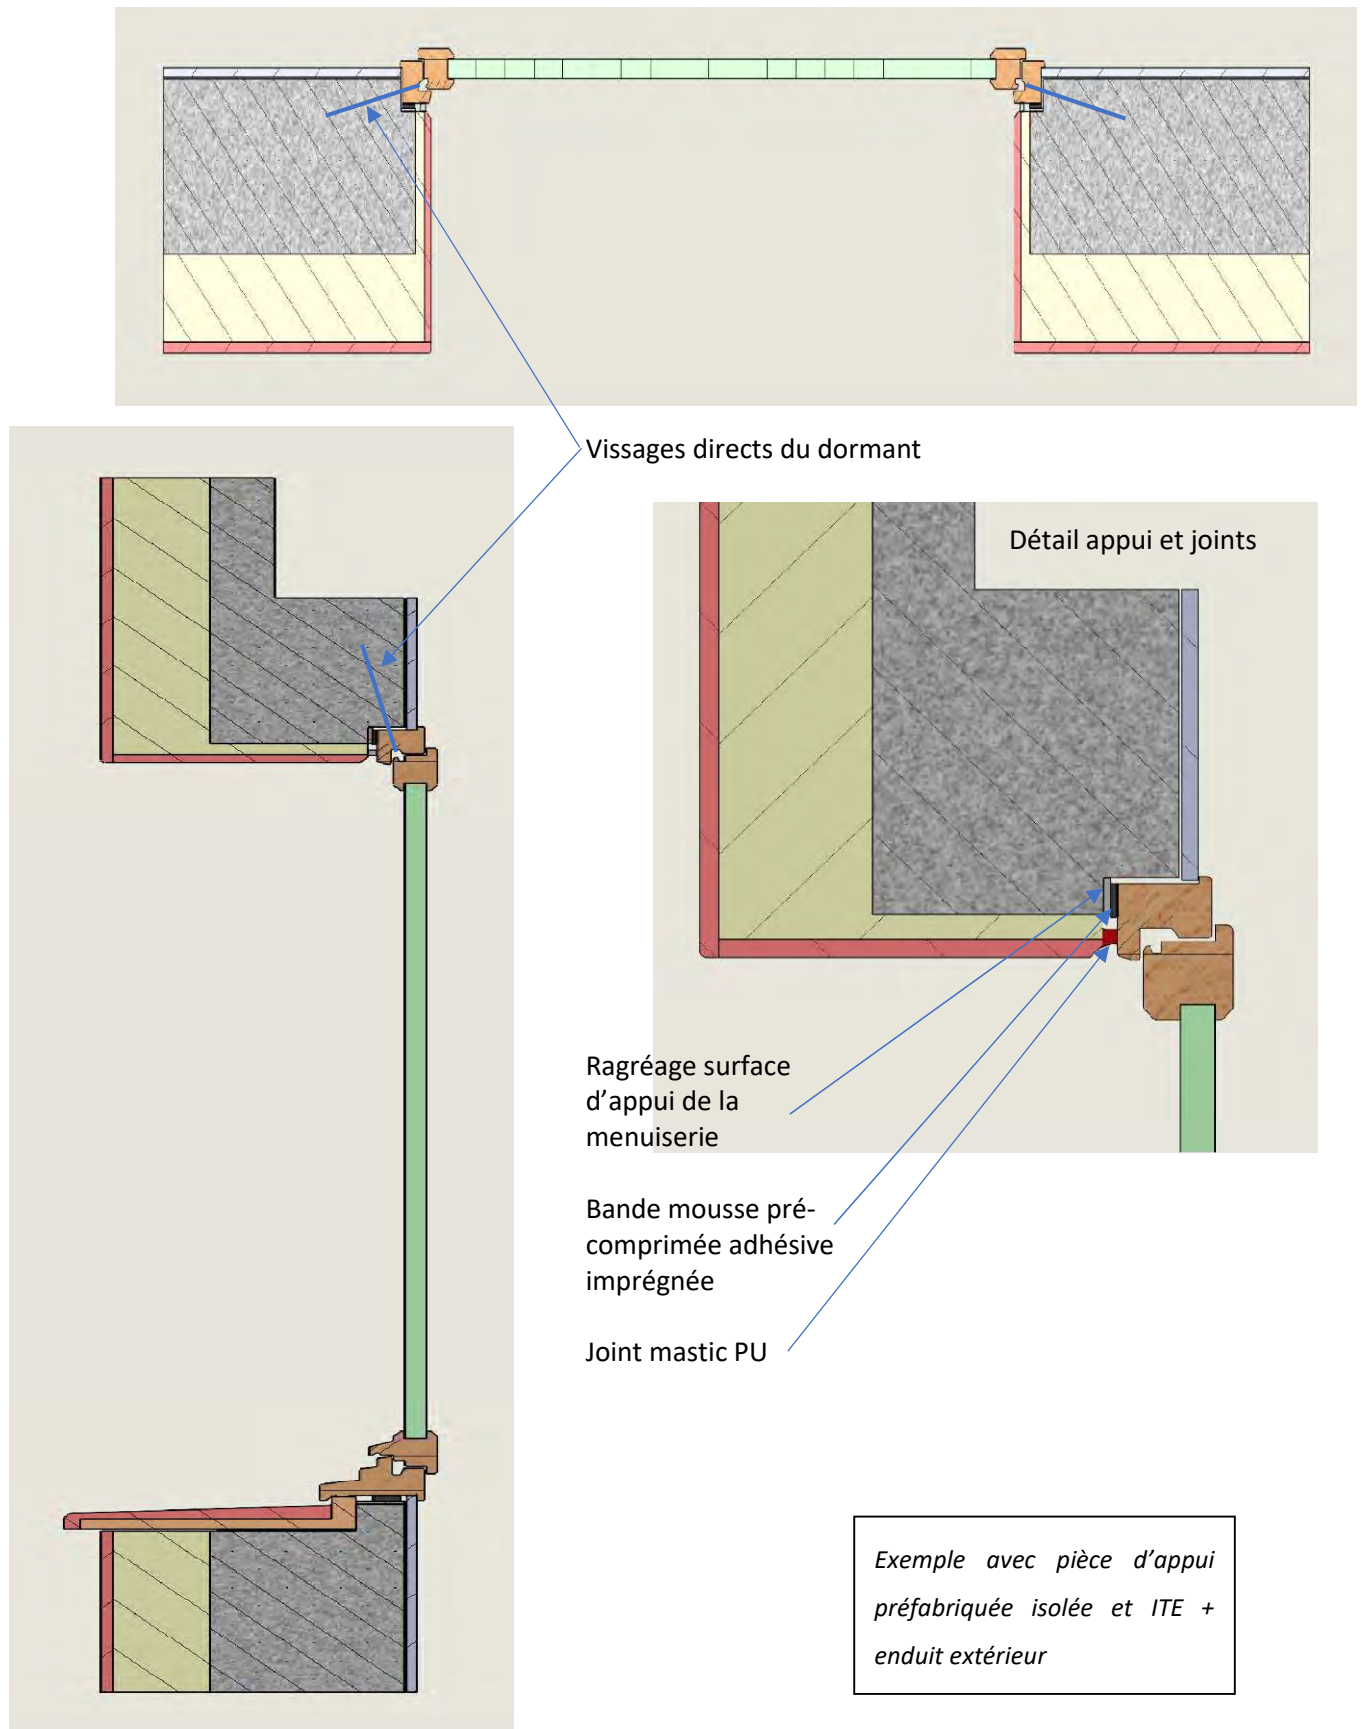 Vissages directs du dormant
Détail appui et joints
Ragréage surface
d’appui de la
menuiserie
Bande mousse pré-
comprimée adhésive
imprégnée
Joint mastic PU
Exemple avec pièce d’appui
préfabriquée isolée et ITE +
enduit extérieur